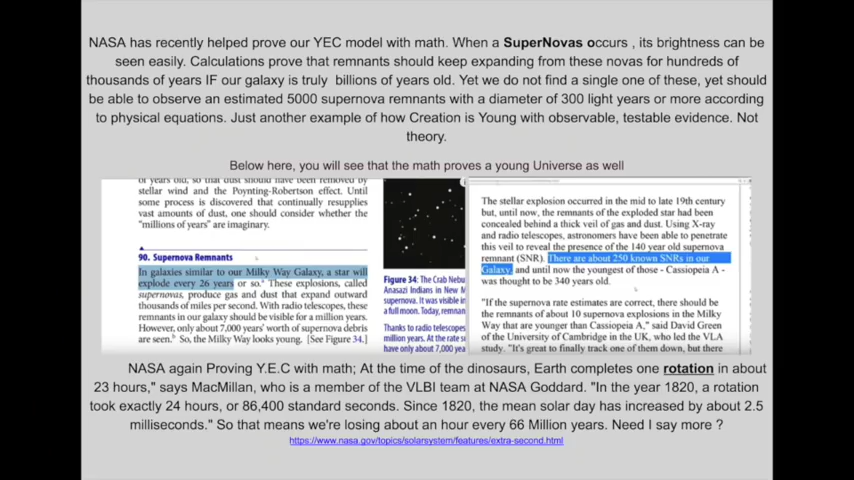 NASA has recently helped prove our YEC model with math. When a SuperNovas occurs , its brightness can be
seen easily. Calculations prove that remnants should keep expanding from these novas for hundreds of
thousands of years IF our galaxy is truly billions of years old. Yet we do not find a single one of these, yet should
be able to observe an estimated 5000 supernova remnants with a diameter of 300 light years or more according
to physical equations. Just another example of how Creation is Young with observable, testable evidence. Not
theory.
Below here, you will see that the math proves a young Universe as well
of years old, so that dust should have been removed by
stellar wind and the Poynting-Robertson effect. Until
some process is discovered that continually resupplies
vast amounts of dust, one should consider whether the
"millions of years" are imaginary.
90. Supernova Remnants
In galaxies similar to our Milky Way Galaxy, a star will
explode every 26 years or so.ᵃ These explosions, called
supernovas, produce gas and dust that expand outward
thousands of miles per second. With radio telescopes, these
remnants in our galaxy should be visible for a million years.
However, only about 7,000 years' worth of supernova debris
are seen.ᵇ So, the Milky Way looks young. [See Figure 34.]
Figure 34: The Crab Nebu
Anasazi Indians in New M
supernova. It was visible in
a full moon. Today, remnan
Thanks to radio telescopes
million years. At the rate s
have only about 7,000 yea
The stellar explosion occurred in the mid to late 19th century
but, until now, the remnants of the exploded star had been
concealed behind a thick veil of gas and dust. Using X-ray
and radio telescopes, astronomers have been able to penetrate
this veil to reveal the presence of the 140 year old supernova
remnant (SNR). There are about 250 known SNRs in our
Galaxy, and until now the youngest of those - Cassiopeia A -
was thought to be 340 years old.
"If the supernova rate estimates are correct, there should be
the remnants of about 10 supernova explosions in the Milky
Way that are younger than Cassiopeia A," said David Green
of the University of Cambridge in the UK, who led the VLA
study. "It's great to finally track one of them down, but there
NASA again Proving Y.E.C with math; At the time of the dinosaurs, Earth completes one rotation in about
23 hours," says MacMillan, who is a member of the VLBI team at NASA Goddard. "In the year 1820, a rotation
took exactly 24 hours, or 86,400 standard seconds. Since 1820, the mean solar day has increased by about 2.5
milliseconds." So that means we're losing about an hour every 66 Million years. Need I say more ?
https://www.nasa.gov/topics/solarsystem/features/extra-second.html